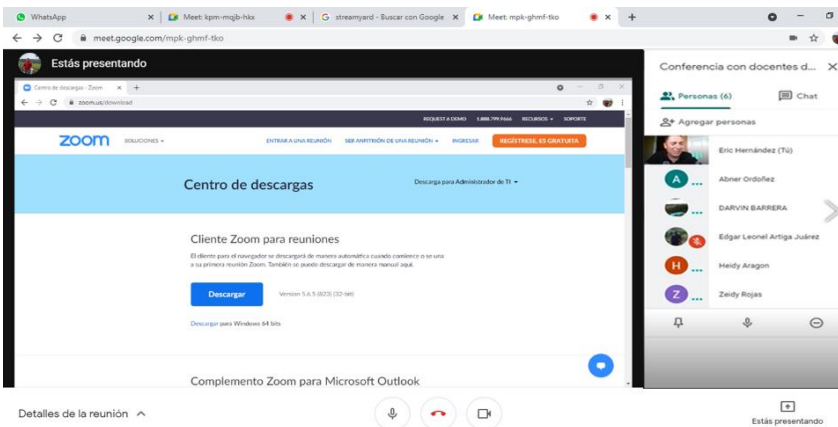 WhatsApp
Meet: kpm-mqjb-hkx
streamyard - Buscar con Google
Meet: mpk-ghmf-tko
meet.google.com/mpk-ghmf-tko
Estás presentando
Centro de descargas - Zoom
zoom.us/download
REQUEST A DEMO 1.888.799.9666 RECURSOS SOPORTE
zoom SOLUCIONES ENTRAR A UNA REUNIÓN SER ANFITRIÓN DE UNA REUNIÓN INGRESAR REGÍSTRESE, ES GRATUITA
Centro de descargas
Descarga para Administrador de TI
Cliente Zoom para reuniones
El cliente para el navegador se descargará de manera automática cuando comience o se una
a su primera reunión Zoom. También se puede descargar de manera manual aquí.
Descargar Version 5.6.5 (823) (32-bit)
Descargar para Windows 64 bits
Complemento Zoom para Microsoft Outlook
Conferencia con docentes d...
Personas (6) Chat
Agregar personas
Eric Hernández (Tú)
A Abner Ordoñez
DARVIN BARRERA
Edgar Leonel Artiga Juárez
H Heidy Aragon
Z Zeidy Rojas
Detalles de la reunión
Estás presentando